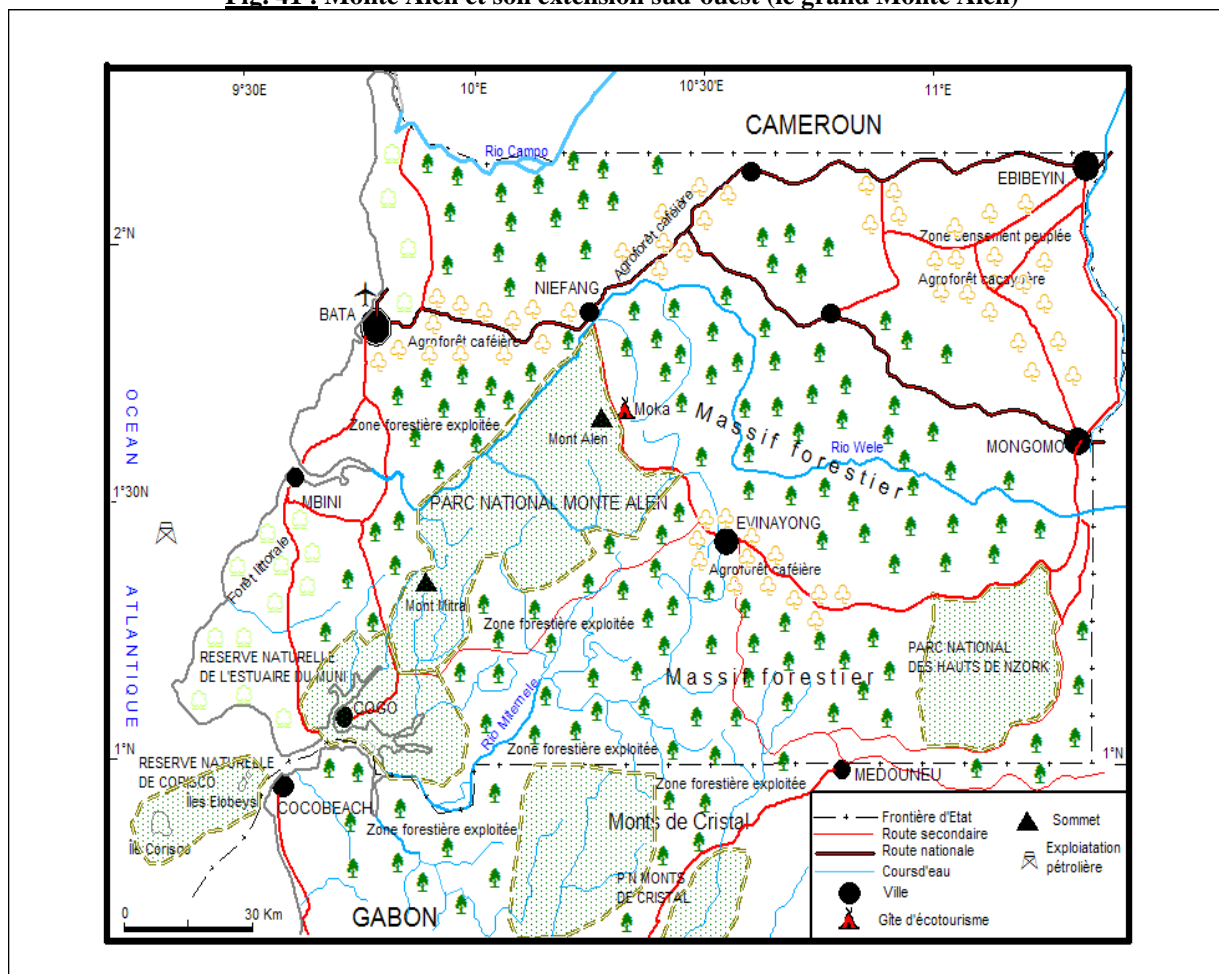 Fig. 41 : Monte Alen et son extension sud-ouest (le grand Monte Alen)
9°30E
10°E
10°30'E
11°E
CAMEROUN
Rio Campo
EBIBEYIN
2°N
Agroforêt caféière
Zone densement peuplée
Agroforêt cacaoyère
NIEFANG
BATA
Agroforêt caféière
OCEAN
ATLANTIQUE
Moka
Mont Alen
Massif forestier
Zone forestière exploitée
Rio Wele
MONGOMO
MBINI
1°30N
PARC NATIONAL MONTE ALEN
EVINAYONG
Agroforêt caféière
Forêt littorale
Mont Mitra
Zone forestière exploitée
RESERVE NATURELLE
DE L'ESTUAIRE DU MUNI
PARC NATIONAL
DES HAUTS DE NZORK
Massif forestier
COGO
Rio Mitemele
Zone forestière exploitée
1°N
1°N
RESERVE NATURELLE
DE CORISCO
Îles Elobeys
MEDOUNEU
Zone forestière exploitée
COCOBEACH
Zone forestière exploitée
Monts de Cristal
Île Corisco
P.N MONTS
DE CRISTAL
GABON
0
30 Km
Frontière d'Etat
Route secondaire
Route nationale
Coursd'eau
Ville
Gîte d'écotourisme
Sommet
Exploiatation
pétrolière